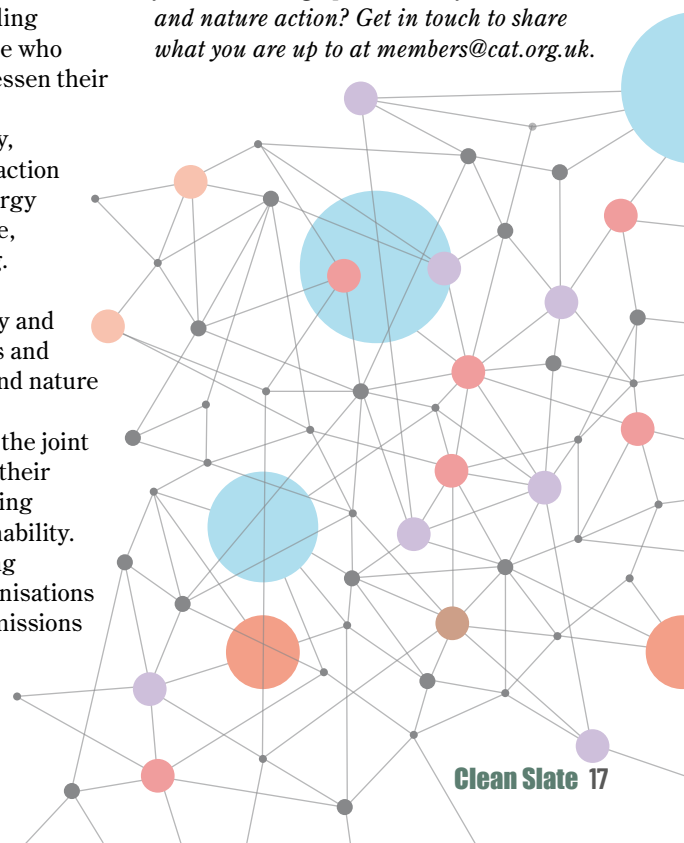 ling
e who
essen their
y,
action
rgy
e,
g.
y and
s and
nd nature
the joint
their
ing
nability.
g
nisations
missions
and nature action? Get in touch to share
what you are up to at members@cat.org.uk.
Clean Slate 17